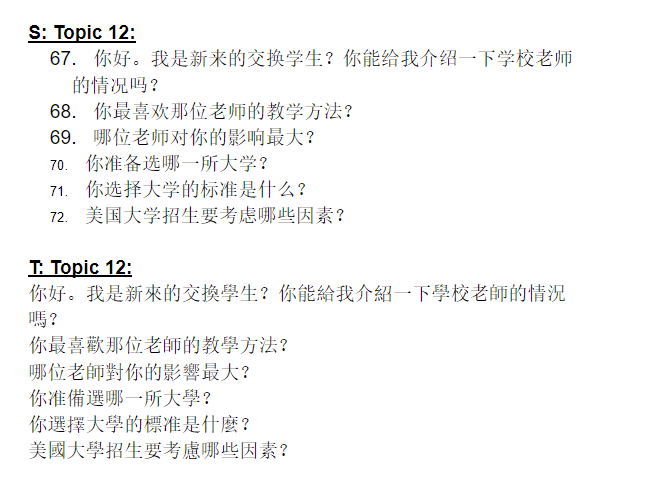 S: Topic 12:
67. 你好。我是新来的交换学生？你能给我介绍一下学校老师
的情况吗？
68. 你最喜欢那位老师的教学方法？
69. 哪位老师对你的影响最大？
70. 你准备选哪一所大学？
71. 你选择大学的标准是什么？
72. 美国大学招生要考虑哪些因素？
T: Topic 12:
你好。我是新來的交換學生？你能給我介紹一下學校老師的情況
嗎？
你最喜歡那位老師的教學方法？
哪位老師對你的影響最大？
你准備選哪一所大學？
你選擇大學的標准是什麼？
美國大學招生要考慮哪些因素？